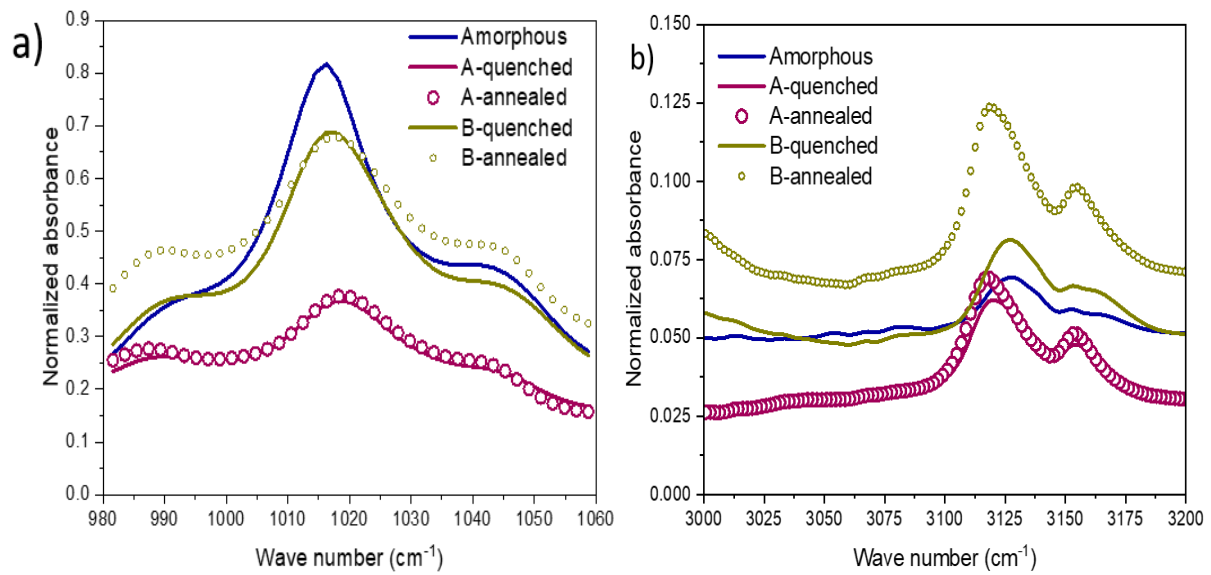 a)
Normalized absorbance
0.9
0.8
0.7
0.6
0.5
0.4
0.3
0.2
0.1
0.0
Amorphous
A-quenched
A-annealed
B-quenched
B-annealed
980 990 1000 1010 1020 1030 1040 1050 1060
Wave number (cm⁻¹)
b)
Normalized absorbance
0.150
0.125
0.100
0.075
0.050
0.025
0.000
Amorphous
A-quenched
A-annealed
B-quenched
B-annealed
3000 3025 3050 3075 3100 3125 3150 3175 3200
Wave number (cm⁻¹)